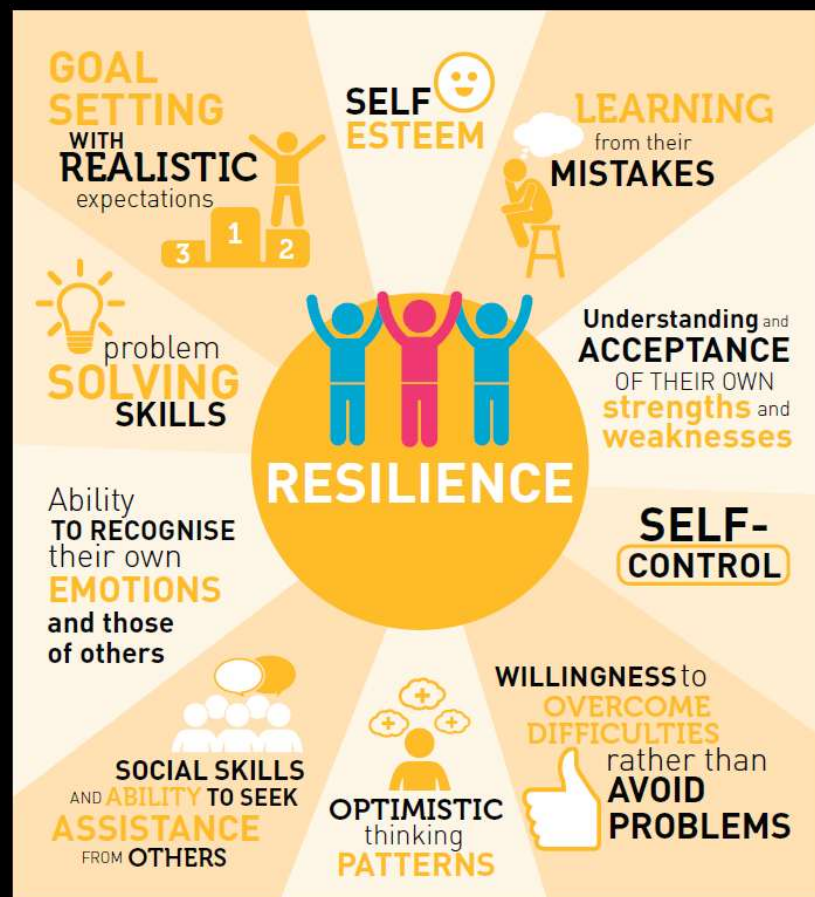 GOAL
SETTING
WITH
REALISTIC
expectations
3 1 2
SELF
ESTEEM
LEARNING
from their
MISTAKES
Understanding and
ACCEPTANCE
OF THEIR OWN
strengths and
weaknesses
SELF-
CONTROL
WILLINGNESS to
OVERCOME
DIFFICULTIES
rather than
AVOID
PROBLEMS
OPTIMISTIC
thinking
PATTERNS
SOCIAL SKILLS
AND ABILITY TO SEEK
ASSISTANCE
FROM OTHERS
Ability
TO RECOGNISE
their own
EMOTIONS
and those
of others
problem
SOLVING
SKILLS
RESILIENCE